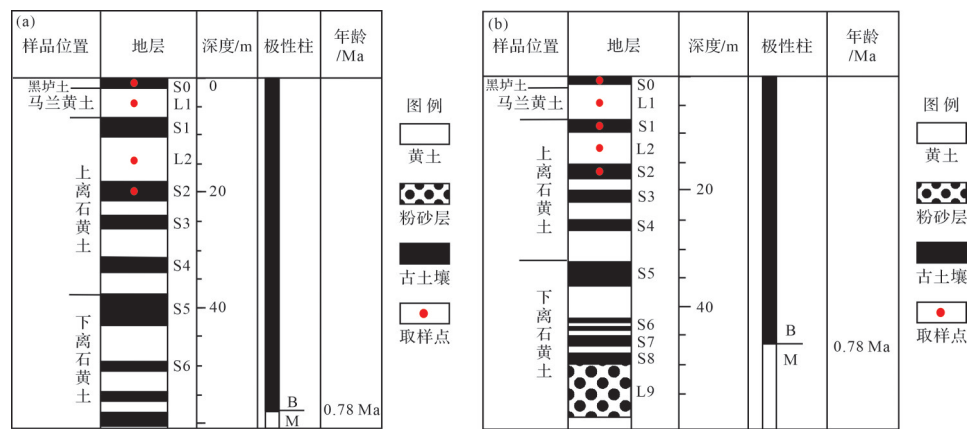 (a)
样品位置
地层
深度/m
极性柱
年龄
/Ma
黑垆土
马兰黄土
上离石黄土
下离石黄土
S0
L1
S1
L2
S2
S3
S4
S5
S6
0
20
40
B
M
0.78 Ma
图例
黄土
粉砂层
古土壤
取样点
(b)
样品位置
地层
深度/m
极性柱
年龄
/Ma
黑垆土
马兰黄土
上离石黄土
下离石黄土
S0
L1
S1
L2
S2
S3
S4
S5
S6
S7
S8
L9
20
40
B
M
0.78 Ma
图例
黄土
粉砂层
古土壤
取样点